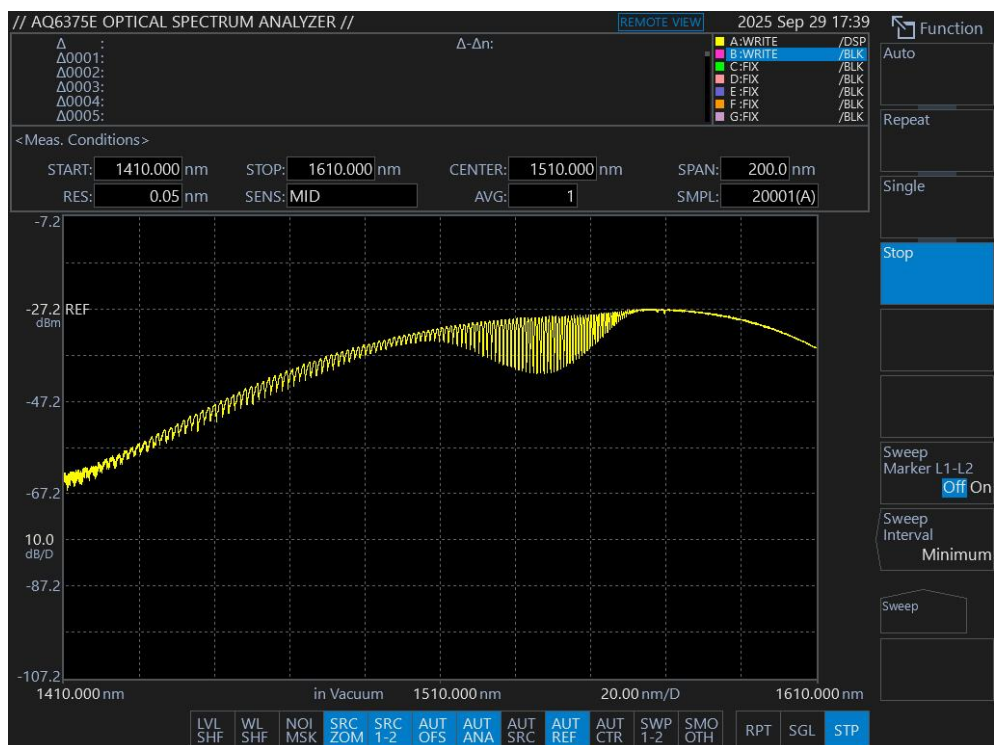 // AQ6375E OPTICAL SPECTRUM ANALYZER // REMOTE VIEW 2025 Sep 29 17:39
Function
Δ : Δ-Δn:
Δ0001:
Δ0002:
Δ0003:
Δ0004:
Δ0005:
A:WRITE /DSP
B:WRITE /BLK
C:FIX /BLK
D:FIX /BLK
E:FIX /BLK
F:FIX /BLK
G:FIX /BLK
<Meas. Conditions>
START: 1410.000 nm STOP: 1610.000 nm CENTER: 1510.000 nm SPAN: 200.0 nm
RES: 0.05 nm SENS: MID AVG: 1 SMPL: 20001(A)
-7.2
-27.2 REF
dBm
-47.2
-67.2
10.0
dB/D
-87.2
-107.2
1410.000 nm in Vacuum 1510.000 nm 20.00 nm/D 1610.000 nm
Auto
Repeat
Single
Stop
Sweep
Marker L1-L2
Off On
Sweep
Interval
Minimum
Sweep
LVL SHF
WL SHF
NOI MSK
SRC ZOM
SRC 1-2
AUT OFS
AUT ANA
AUT SRC
AUT REF
AUT CTR
SWP 1-2
SMO OTH
RPT
SGL
STP